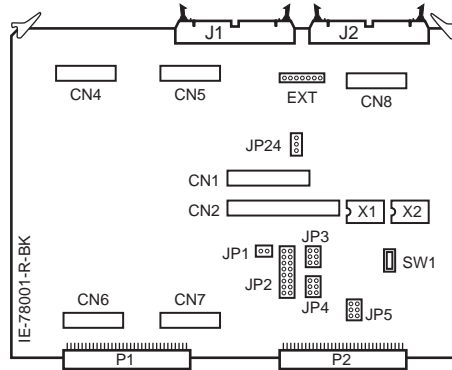 J1 J2
CN4 CN5 EXT CN8
JP24
CN1
CN2 X1 X2
JP1 JP3
JP2 SW1
JP4 JP5
IE-78001-R-BK
CN6 CN7
P1 P2